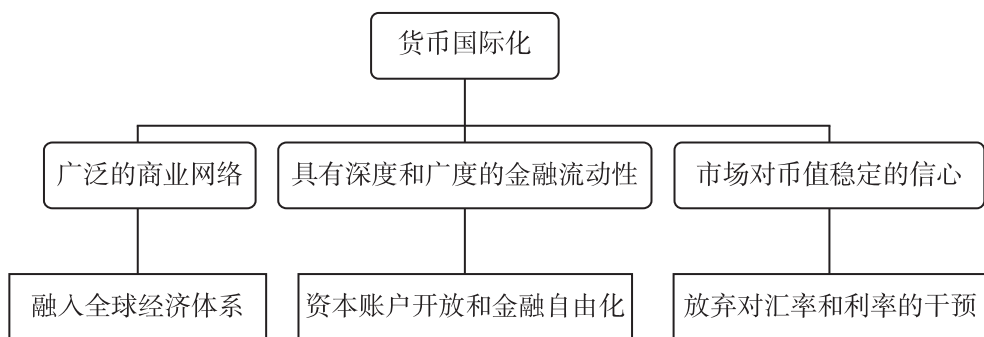 货币国际化
广泛的商业网络
具有深度和广度的金融流动性
市场对币值稳定的信心
融入全球经济体系
资本账户开放和金融自由化
放弃对汇率和利率的干预